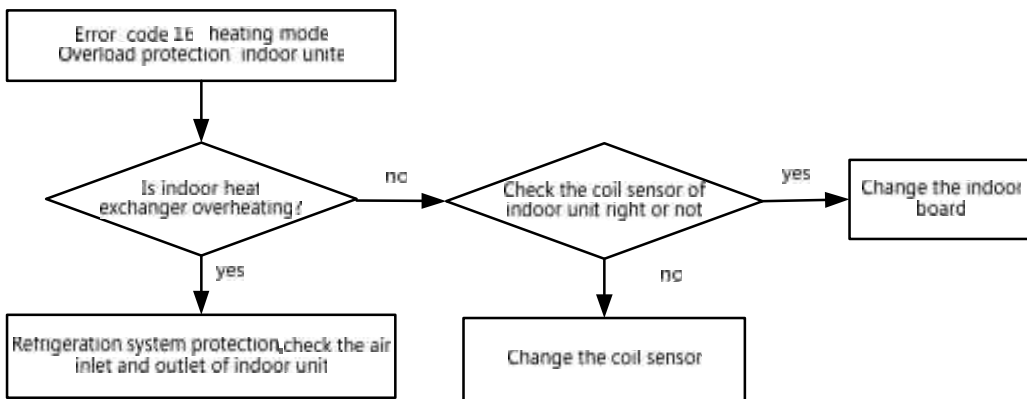 Error code 16 heating mode
Overload protection indoor unite
Is indoor heat
exchanger overheating?
no
Check the coil sensor of
indoor unit right or not
yes
Change the indoor
board
yes
no
Refrigeration system protection,check the air
inlet and outlet of indoor unit
Change the coil sensor